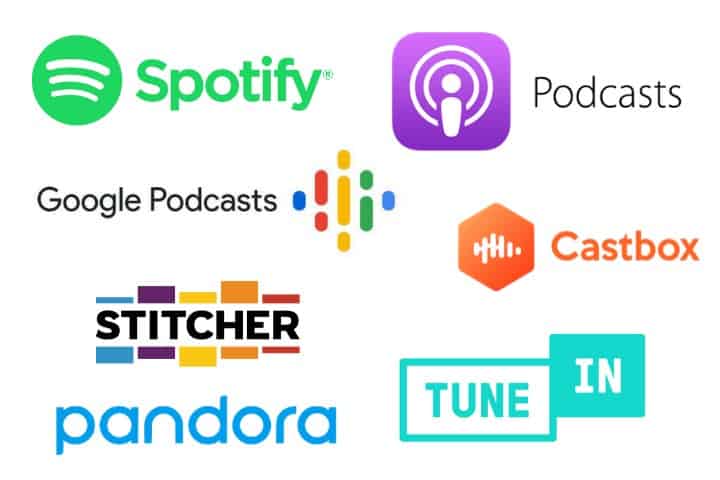 Spotify®
Podcasts
Google Podcasts
Castbox
STITCHER
TUNE IN
pandora